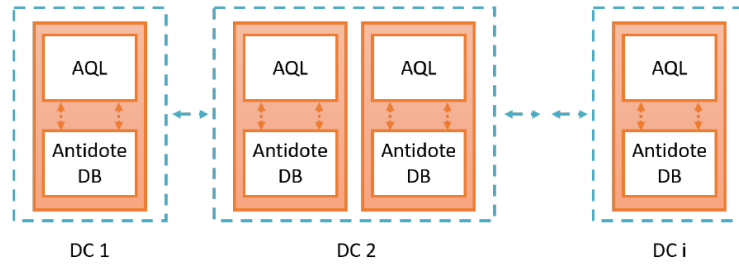 AQL
Antidote
DB
AQL
Antidote
DB
AQL
Antidote
DB
AQL
Antidote
DB
DC 1
DC 2
DC i